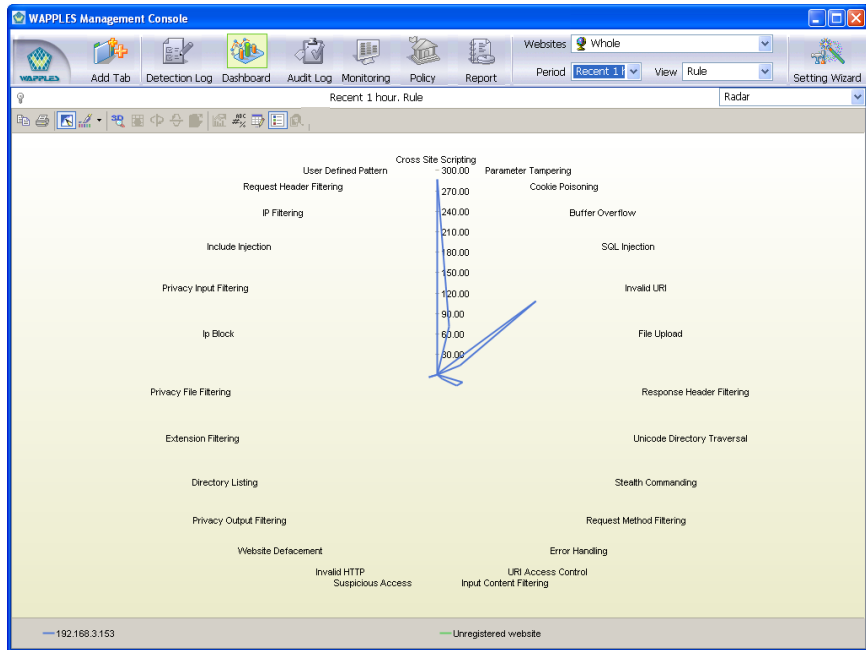 WAPPLES Management Console
WAPPLES
Add Tab
Detection Log
Dashboard
Audit Log
Monitoring
Policy
Report
Websites
Whole
Period
Recent 1 h
View
Rule
Setting Wizard
Recent 1 hour. Rule
Radar
Cross Site Scripting
User Defined Pattern
300.00
Parameter Tampering
Request Header Filtering
270.00
Cookie Poisoning
IP Filtering
240.00
Buffer Overflow
210.00
Include Injection
180.00
SQL Injection
150.00
Privacy Input Filtering
120.00
Invalid URI
90.00
Ip Block
60.00
File Upload
30.00
Privacy File Filtering
Response Header Filtering
Extension Filtering
Unicode Directory Traversal
Directory Listing
Stealth Commanding
Privacy Output Filtering
Request Method Filtering
Website Defacement
Error Handling
Invalid HTTP
URI Access Control
Suspicious Access
Input Content Filtering
192.168.3.153
Unregistered website